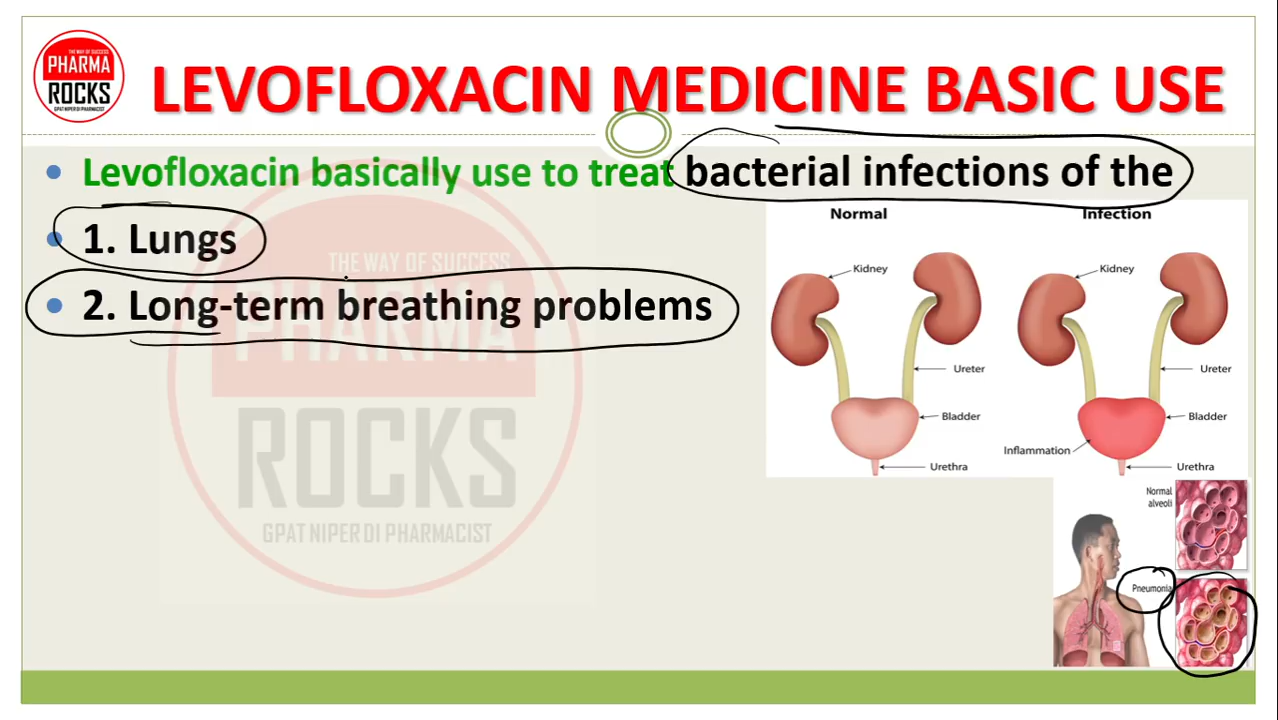 THE WAY OF SUCCESS
PHARMA
ROCKS
GPAT NIPER DI PHARMACIST
LEVOFLOXACIN MEDICINE BASIC USE
• Levofloxacin basically use to treat bacterial infections of the
• 1. Lungs
• 2. Long-term breathing problems
THE WAY OF SUCCESS
PHARMA
ROCKS
GPAT NIPER DI PHARMACIST
Normal
Kidney
Ureter
Bladder
Urethra
Infection
Kidney
Ureter
Bladder
Inflammation
Urethra
Normal
alveoli
Pneumonia